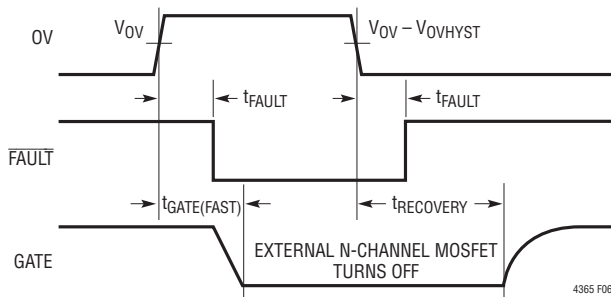 OV
V_OV
V_OV – V_OVHYST
t_FAULT
t_FAULT
FAULT
t_GATE(FAST)
t_RECOVERY
GATE
EXTERNAL N-CHANNEL MOSFET
TURNS OFF
4365 F06